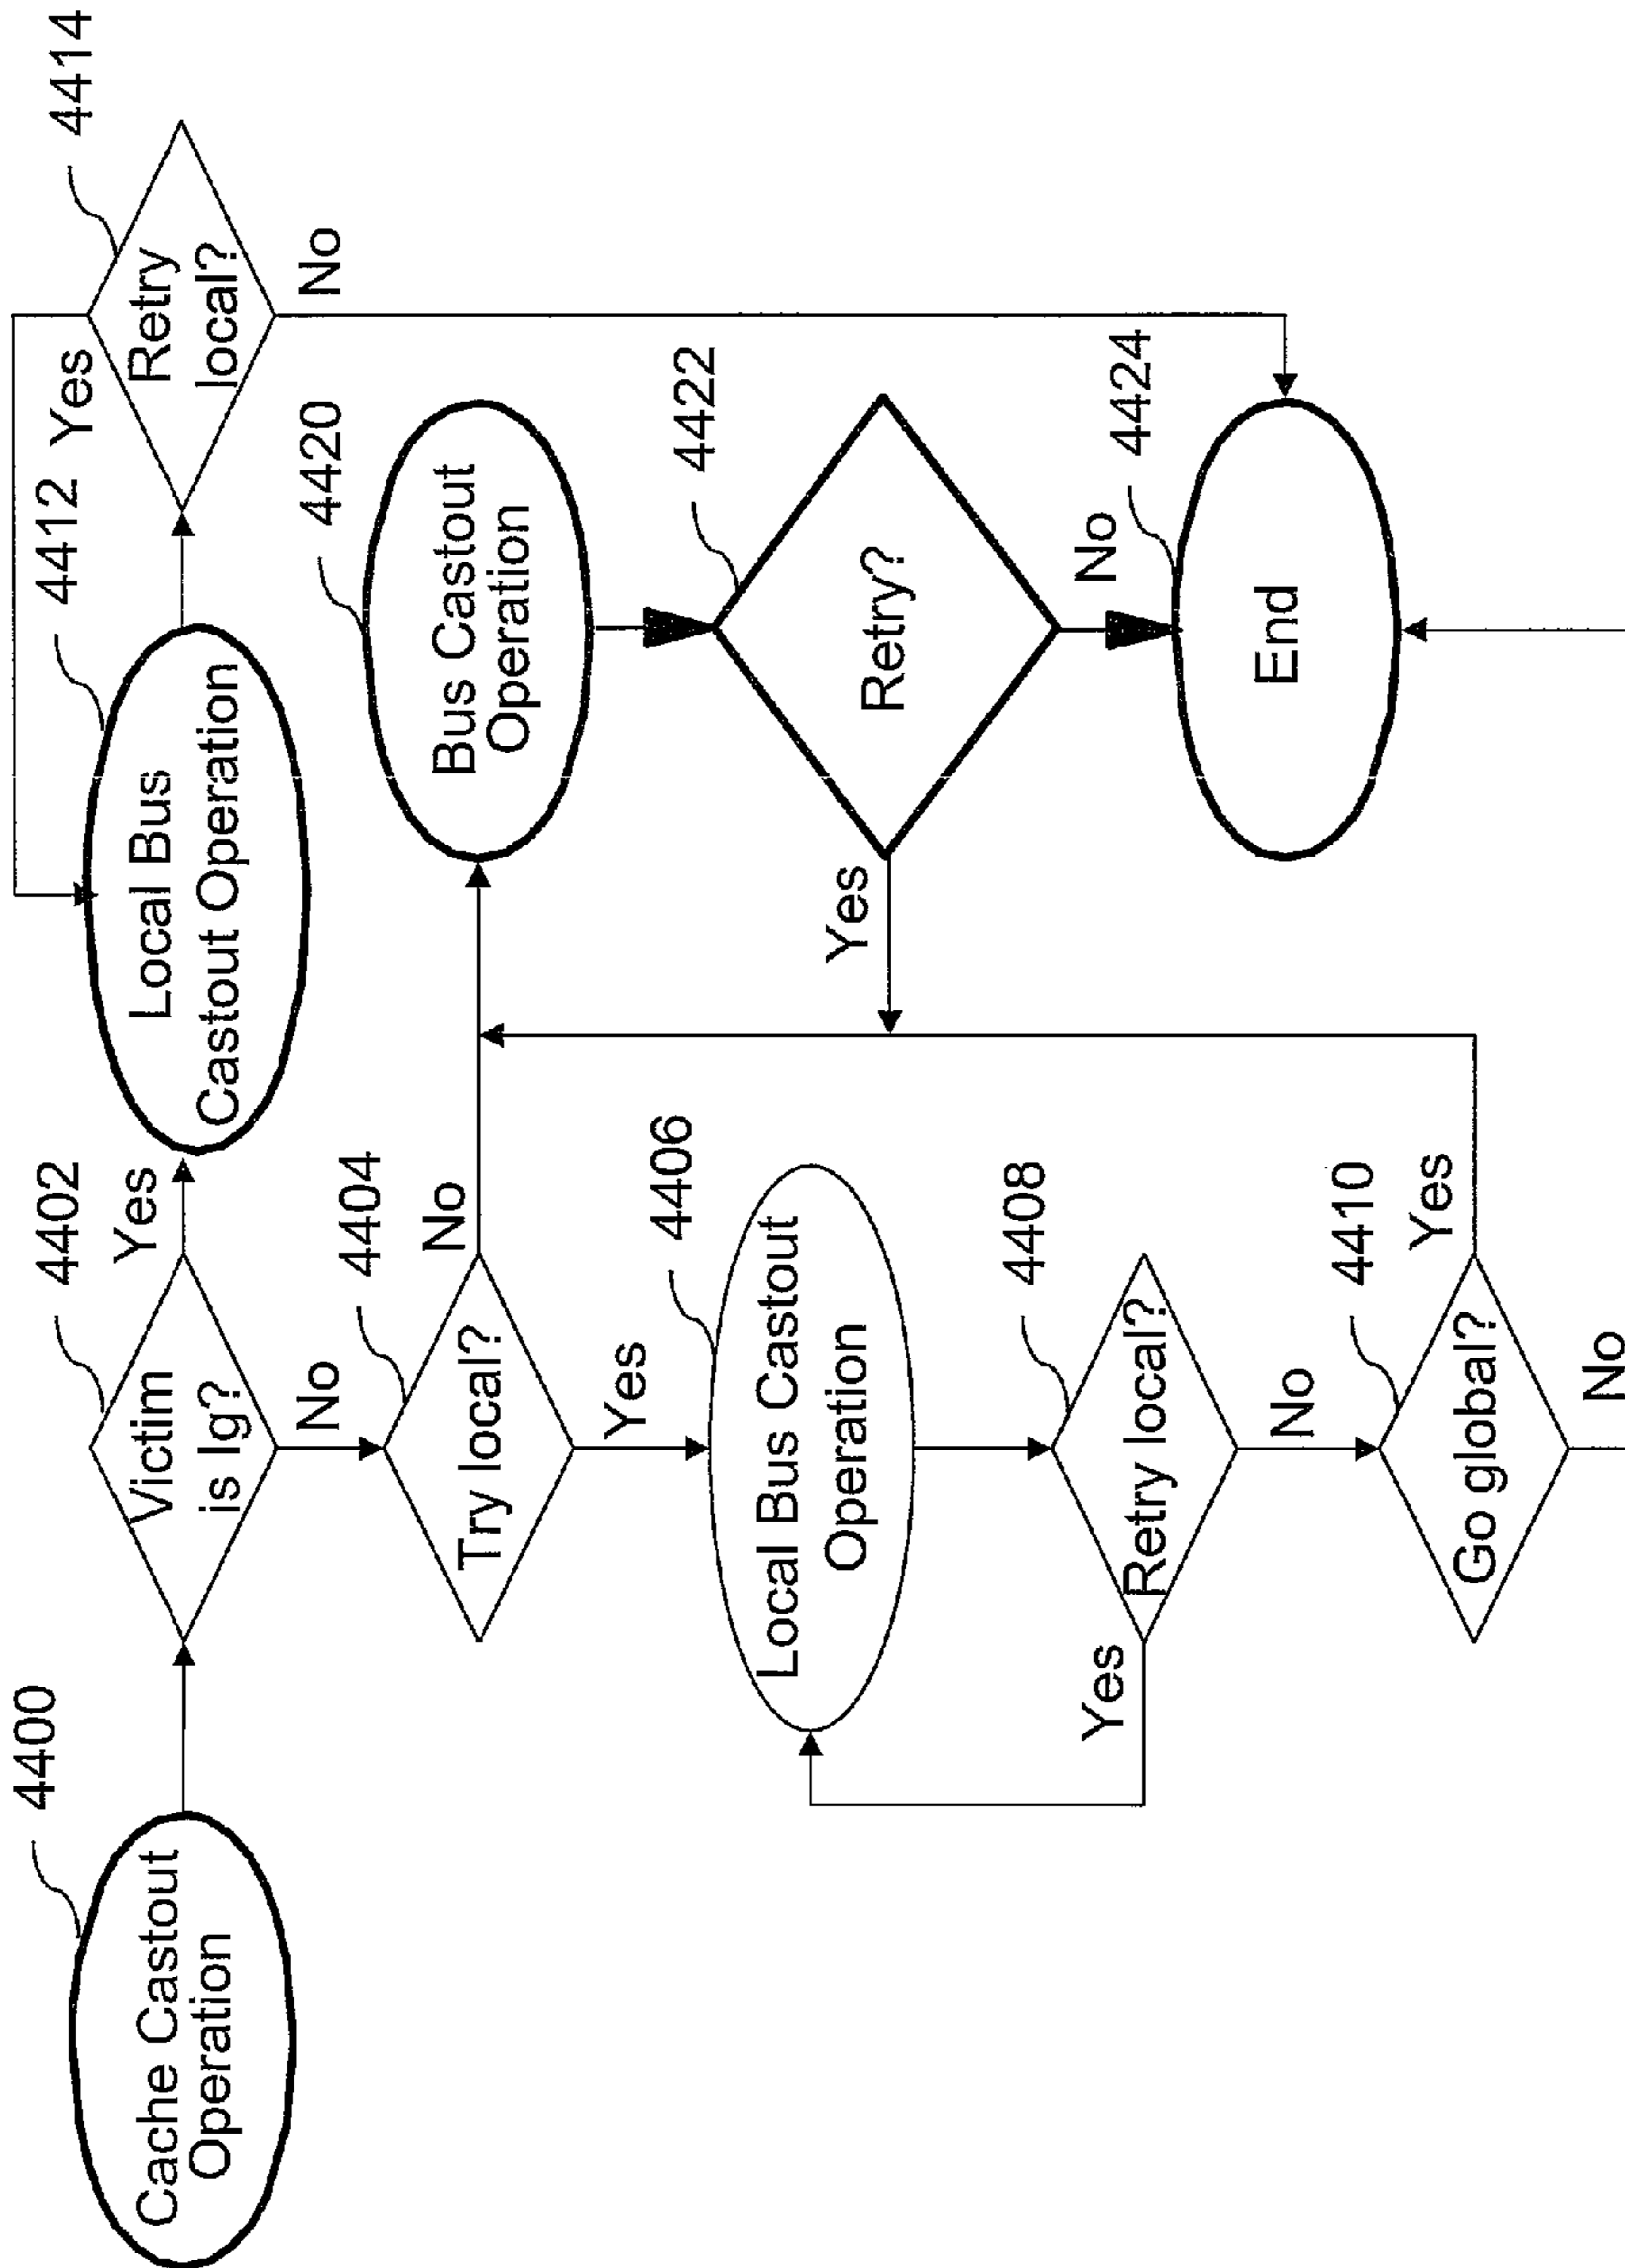 4400
Cache Castout
Operation
4402
Victim
is Ig?
Yes
No
4412
Local Bus
Castout Operation
4414
Retry
local?
Yes
No
4404
Try local?
No
Yes
4420
Bus Castout
Operation
4406
Local Bus Castout
Operation
4422
Retry?
Yes
No
4408
Retry local?
Yes
No
4424
End
4410
Go global?
Yes
No